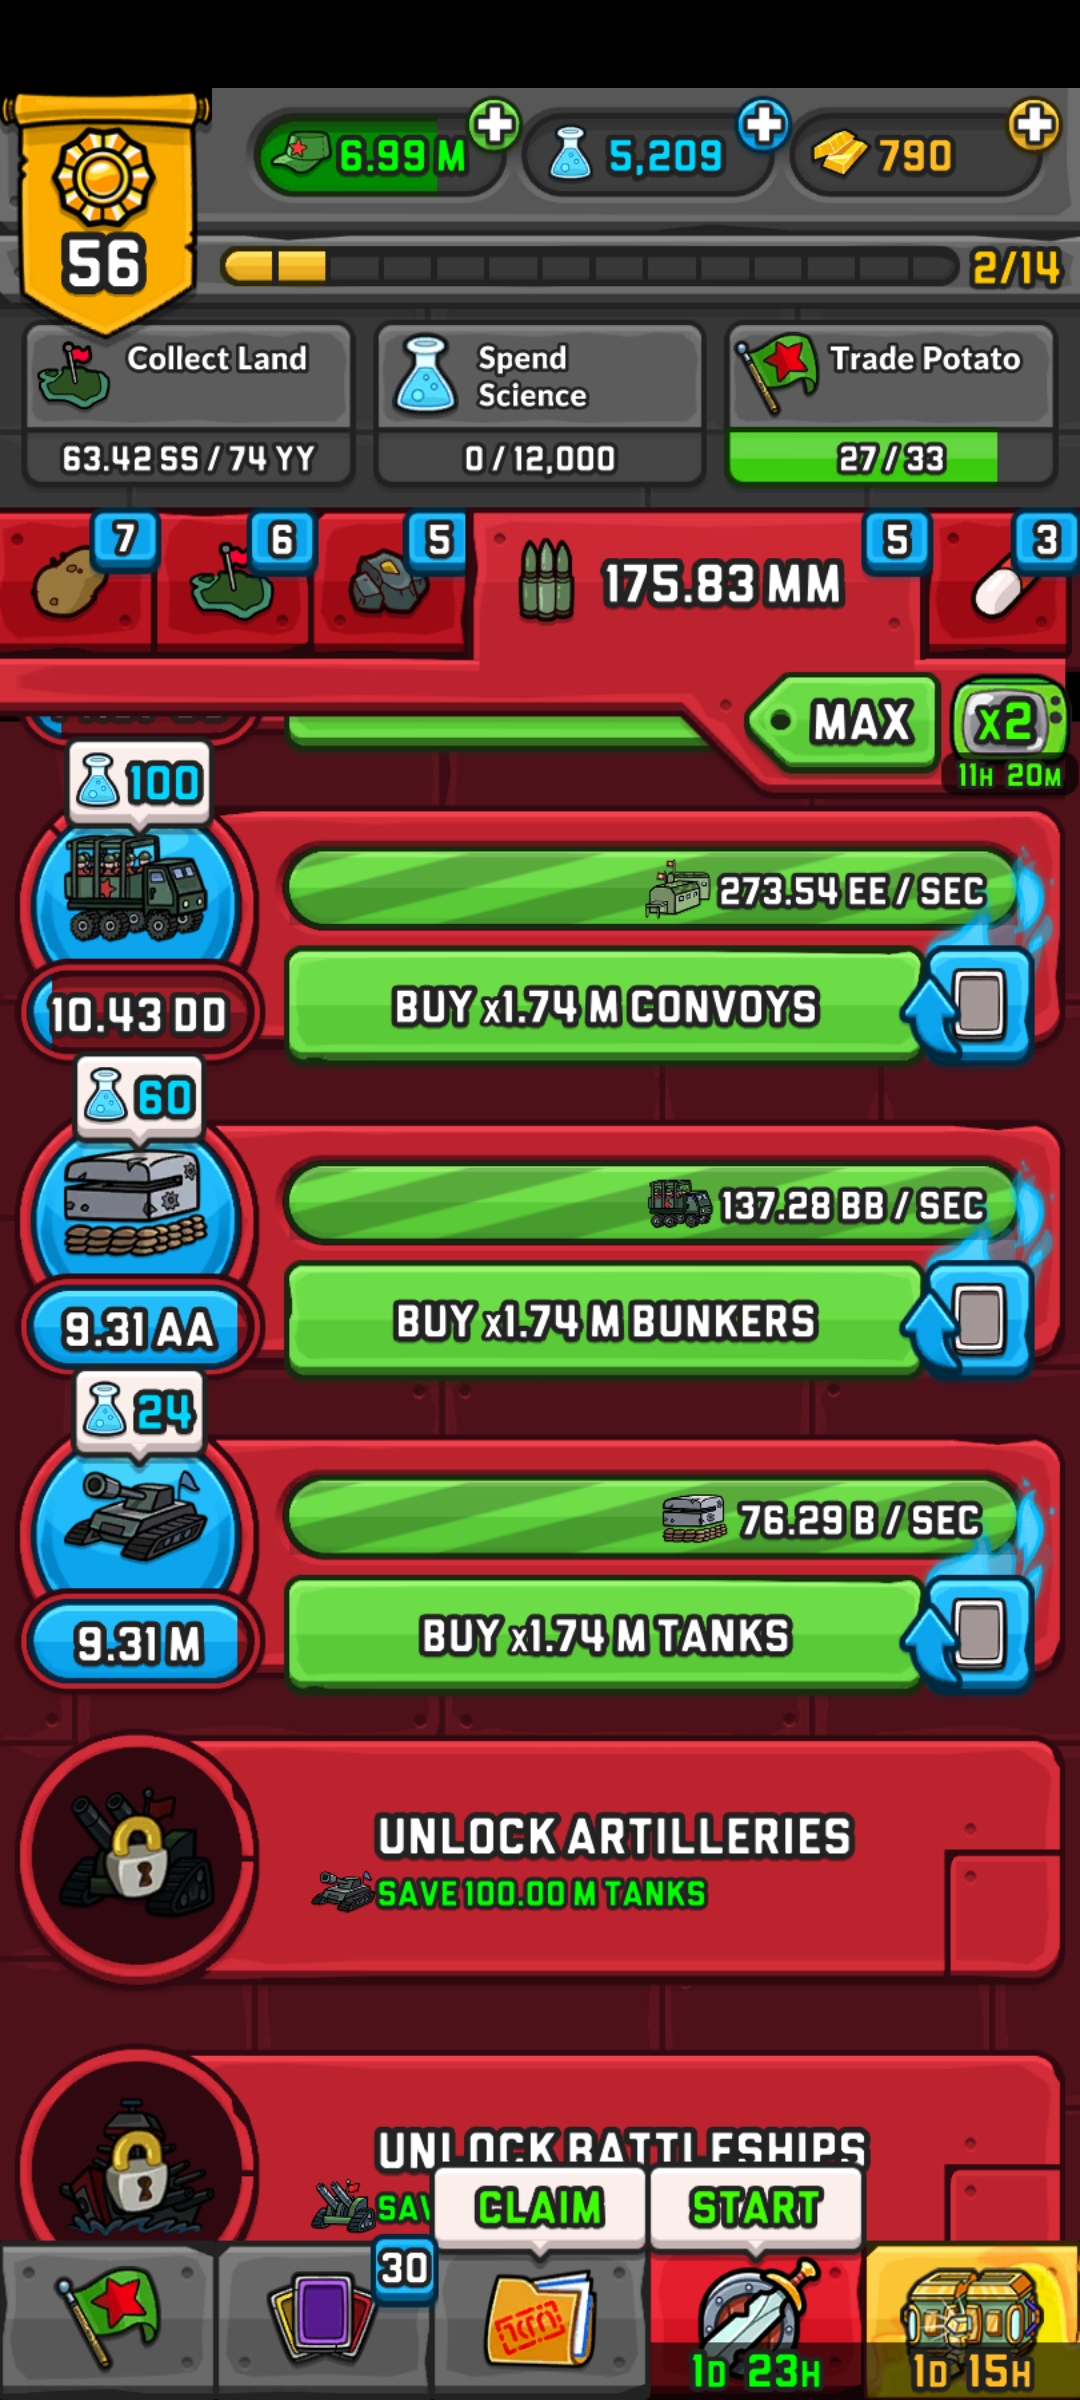 6.99 M
5,209
790
56
2/14
Collect Land
63.42 SS / 74 YY
Spend
Science
0 / 12,000
Trade Potato
27 / 33
7
6
5
175.83 MM
5
3
MAX
x2
11H 20M
100
273.54 EE / SEC
BUY x1.74 M CONVOYS
10.43 DD
60
137.28 BB / SEC
BUY x1.74 M BUNKERS
9.31 AA
24
76.29 B / SEC
BUY x1.74 M TANKS
9.31 M
UNLOCK ARTILLERIES
SAVE 100.00 M TANKS
UNLOCK BATTLESHIPS
CLAIM
START
30
1D 23H
1D 15H